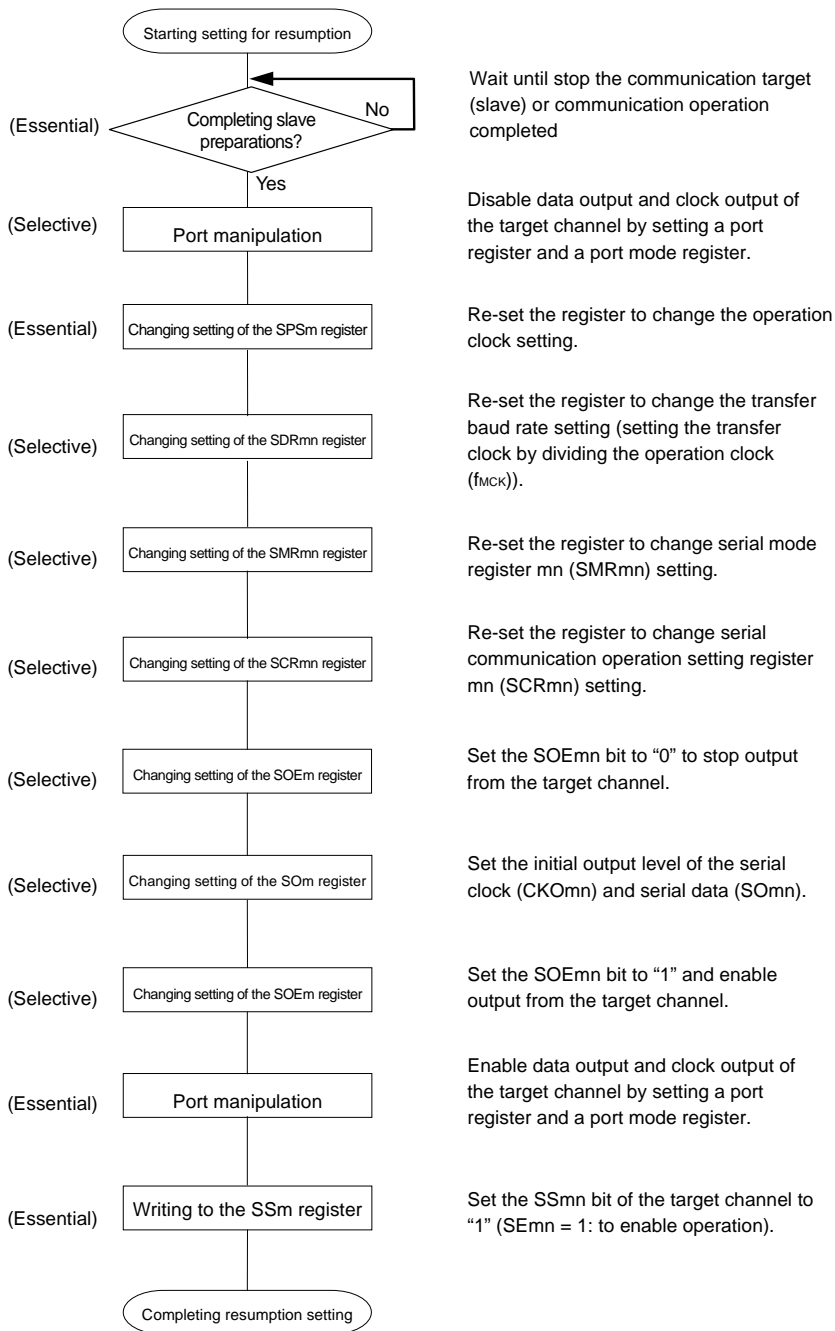 Starting setting for resumption
Wait until stop the communication target
(slave) or communication operation
completed
(Essential)
Completing slave
preparations?
No
Yes
(Selective)
Port manipulation
Disable data output and clock output of
the target channel by setting a port
register and a port mode register.
(Essential)
Changing setting of the SPSm register
Re-set the register to change the operation
clock setting.
(Selective)
Changing setting of the SDRmn register
Re-set the register to change the transfer
baud rate setting (setting the transfer
clock by dividing the operation clock
(fMCK)).
(Selective)
Changing setting of the SMRmn register
Re-set the register to change serial mode
register mn (SMRmn) setting.
(Selective)
Changing setting of the SCRmn register
Re-set the register to change serial
communication operation setting register
mn (SCRmn) setting.
(Selective)
Changing setting of the SOEm register
Set the SOEmn bit to “0” to stop output
from the target channel.
(Selective)
Changing setting of the SOm register
Set the initial output level of the serial
clock (CKOmn) and serial data (SOmn).
(Selective)
Changing setting of the SOEm register
Set the SOEmn bit to “1” and enable
output from the target channel.
(Essential)
Port manipulation
Enable data output and clock output of
the target channel by setting a port
register and a port mode register.
(Essential)
Writing to the SSm register
Set the SSmn bit of the target channel to
“1” (SEmn = 1: to enable operation).
Completing resumption setting